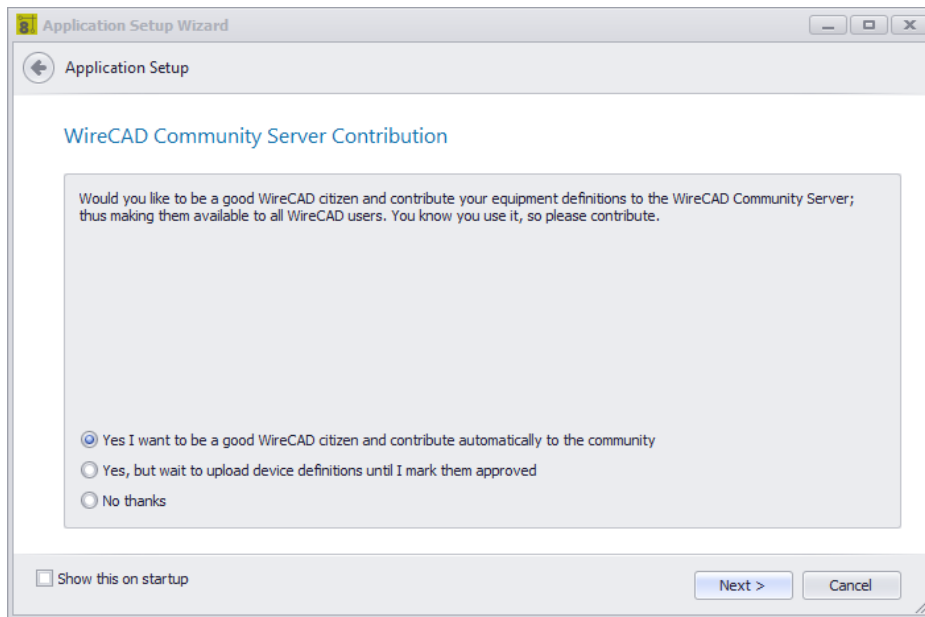 8
Application Setup Wizard
Application Setup
WireCAD Community Server Contribution
Would you like to be a good WireCAD citizen and contribute your equipment definitions to the WireCAD Community Server;
thus making them available to all WireCAD users. You know you use it, so please contribute.
Yes I want to be a good WireCAD citizen and contribute automatically to the community
Yes, but wait to upload device definitions until I mark them approved
No thanks
Show this on startup
Next >
Cancel